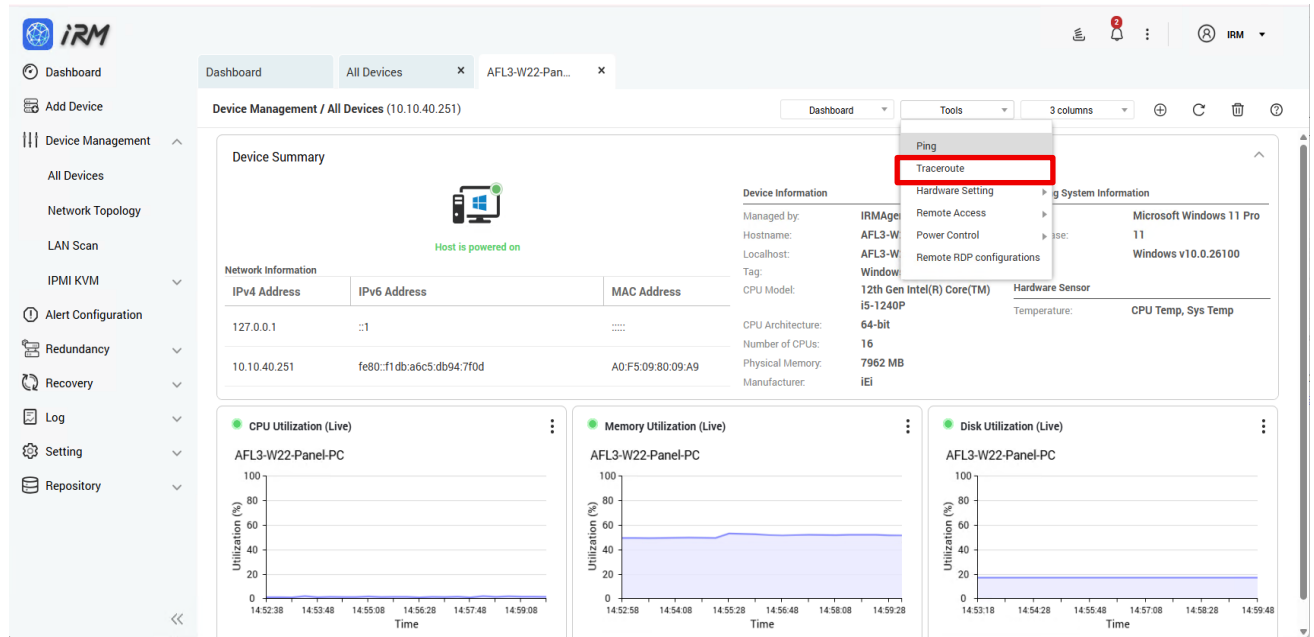 iRM
2
IRM
Dashboard
Add Device
Device Management
All Devices
Network Topology
LAN Scan
IPMI KVM
Alert Configuration
Redundancy
Recovery
Log
Setting
Repository
Dashboard
All Devices ×
AFL3-W22-Pan... ×
Device Management / All Devices (10.10.40.251)
Dashboard
Tools
3 columns
Ping
Traceroute
Hardware Setting
Remote Access
Power Control
Remote RDP configurations
Device Summary
Host is powered on
Network Information
IPv4 Address IPv6 Address MAC Address
127.0.0.1 ::1 :::::
10.10.40.251 fe80::f1db:a6c5:db94:7f0d A0:F5:09:80:09:A9
Device Information
Managed by: IRMAge
Hostname: AFL3-W
Localhost: AFL3-W
Tag: Window
CPU Model: 12th Gen Intel(R) Core(TM)
i5-1240P
CPU Architecture: 64-bit
Number of CPUs: 16
Physical Memory: 7962 MB
Manufacturer: iEi
g System Information
Microsoft Windows 11 Pro
ase: 11
Windows v10.0.26100
Hardware Sensor
Temperature: CPU Temp, Sys Temp
CPU Utilization (Live)
AFL3-W22-Panel-PC
Utilization (%)
100
80
60
40
20
0
14:52:38 14:53:48 14:55:08 14:56:28 14:57:48 14:59:08
Time
Memory Utilization (Live)
AFL3-W22-Panel-PC
Utilization (%)
100
80
60
40
20
0
14:52:58 14:54:08 14:55:28 14:56:48 14:58:08 14:59:28
Time
Disk Utilization (Live)
AFL3-W22-Panel-PC
Utilization (%)
100
80
60
40
20
0
14:53:18 14:54:28 14:55:48 14:57:08 14:58:28 14:59:48
Time